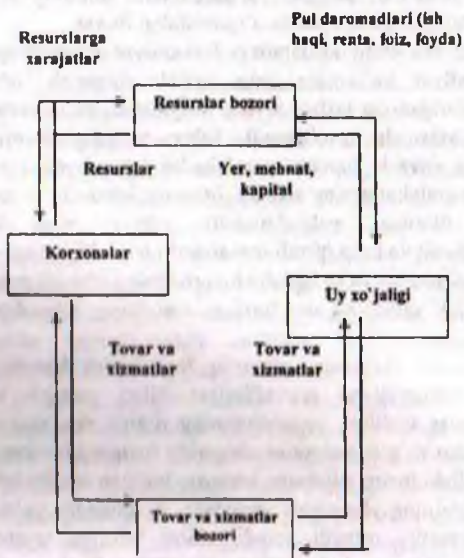 Resurslarga
xarajatlar
Pul daromadlari (ish
haqi, renta, foiz, foyda)
Resurslar bozori
Resurslar
Yer, mehnat,
kapital
Korxonalar
Uy xo'jaligi
Tovar va
xizmatlar
Tovar va
xizmatlar
Tovar va xizmatlar
bozori